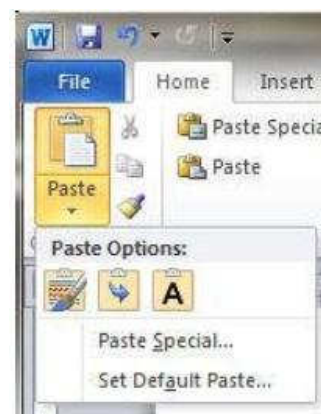 W
File Home Insert
Paste Specia
Paste
Paste
Paste Options:
A
Paste Special...
Set Default Paste...